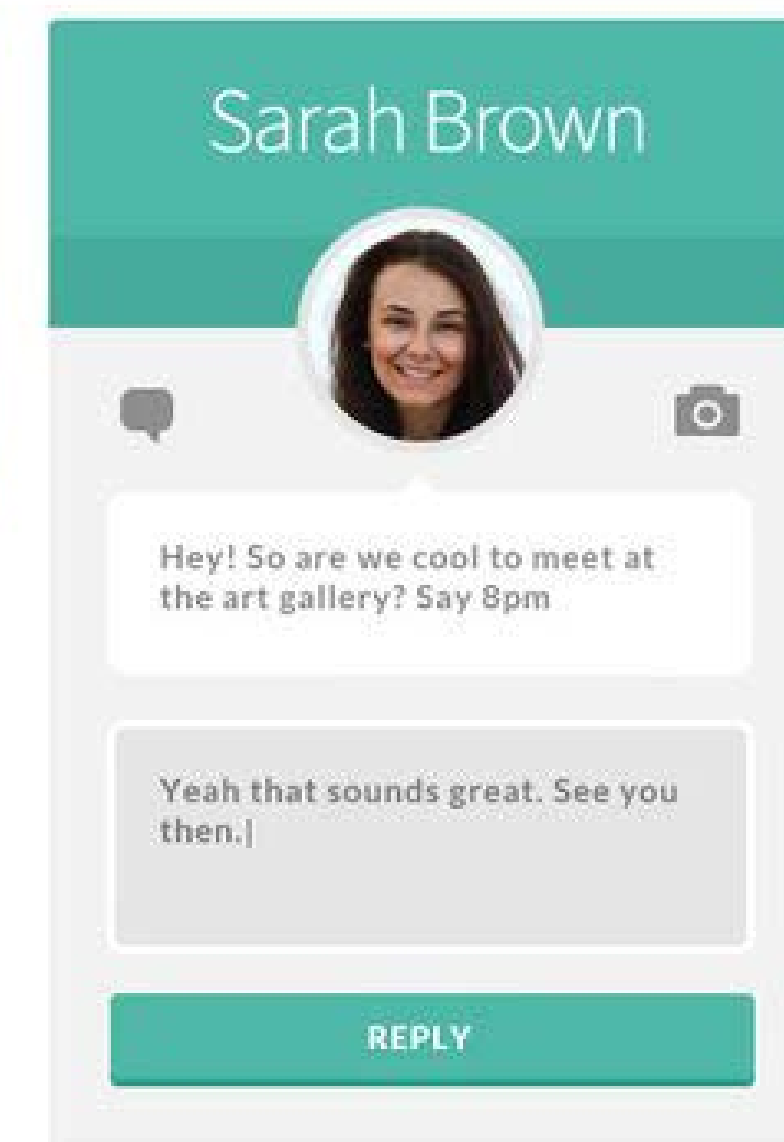 Sarah Brown
Hey! So are we cool to meet at
the art gallery? Say 8pm
Yeah that sounds great. See you
then.
REPLY